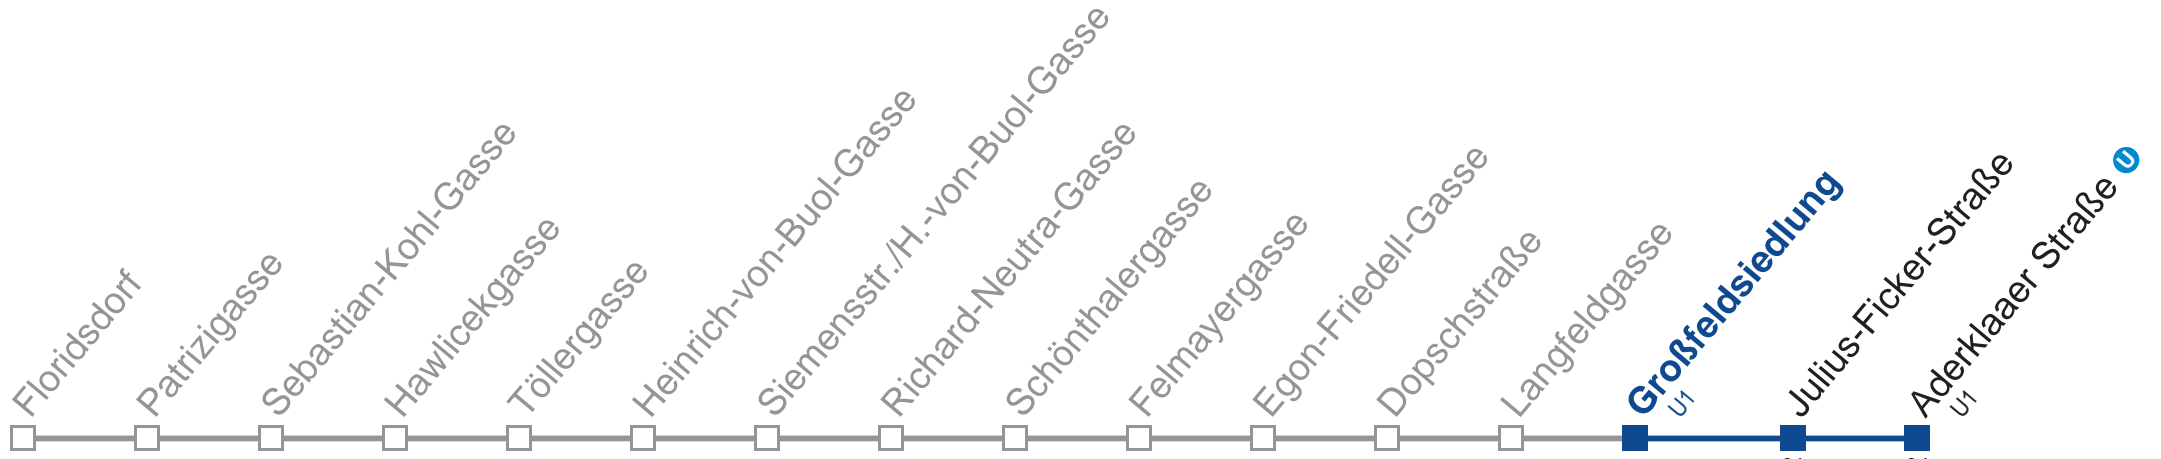 Floridsdorf
Patrizigasse
Sebastian-Kohl-Gasse
Hawlicekgasse
Töllergasse
Heinrich-von-Buol-Gasse
Siemensstr./H.-von-Buol-Gasse
Richard-Neutra-Gasse
Schönthalergasse
Felmayergasse
Egon-Friedell-Gasse
Dopschstraße
Langfeldgasse
Großfeldsiedlung
U1
Julius-Ficker-Straße
Aderklaaer Straße U
U1